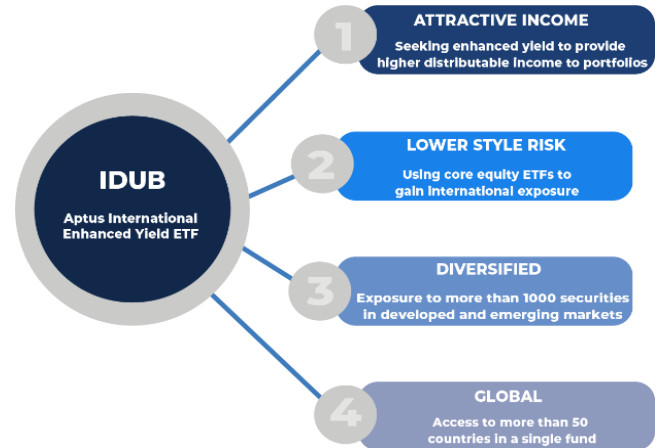 IDUB
Aptus International
Enhanced Yield ETF
1
ATTRACTIVE INCOME
Seeking enhanced yield to provide
higher distributable income to portfolios
2
LOWER STYLE RISK
Using core equity ETFs to
gain international exposure
3
DIVERSIFIED
Exposure to more than 1000 securities
in developed and emerging markets
4
GLOBAL
Access to more than 50
countries in a single fund